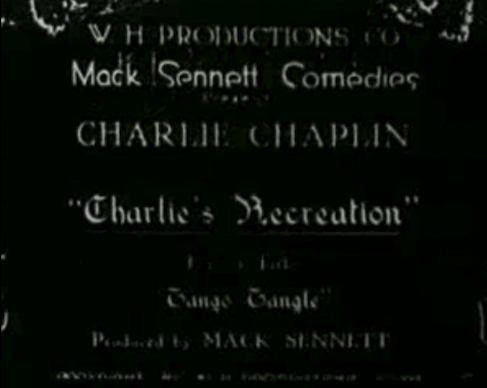 W H PRODUCTIONS CO
Mack Sennett Comedies
CHARLIE CHAPLIN
"Charlie's Recreation"
Tango Tangle"
Produced by MACK SENNETT